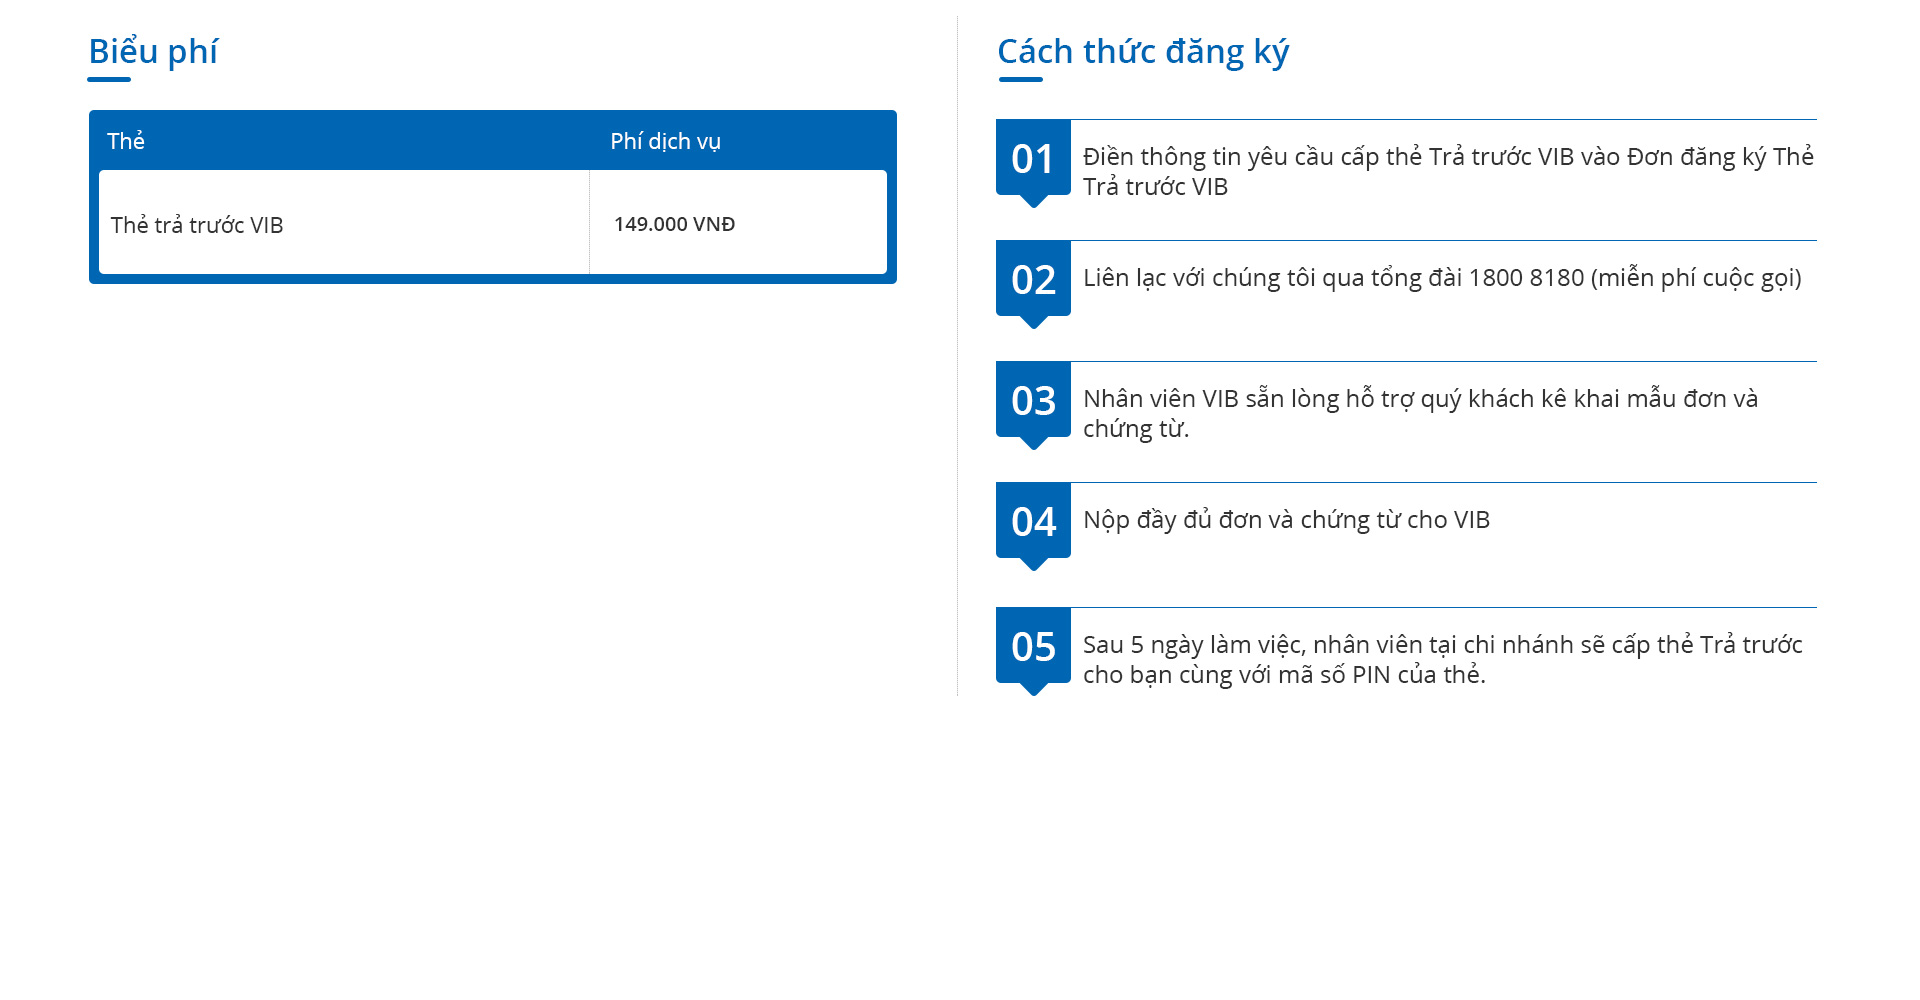 Biểu phí
Thẻ
Phí dịch vụ
Thẻ trả trước VIB
149.000 VNĐ
Cách thức đăng ký
01
Điền thông tin yêu cầu cấp thẻ Trả trước VIB vào Đơn đăng ký Thẻ
Trả trước VIB
02
Liên lạc với chúng tôi qua tổng đài 1800 8180 (miễn phí cuộc gọi)
03
Nhân viên VIB sẵn lòng hỗ trợ quý khách kê khai mẫu đơn và
chứng từ.
04
Nộp đầy đủ đơn và chứng từ cho VIB
05
Sau 5 ngày làm việc, nhân viên tại chi nhánh sẽ cấp thẻ Trả trước
cho bạn cùng với mã số PIN của thẻ.